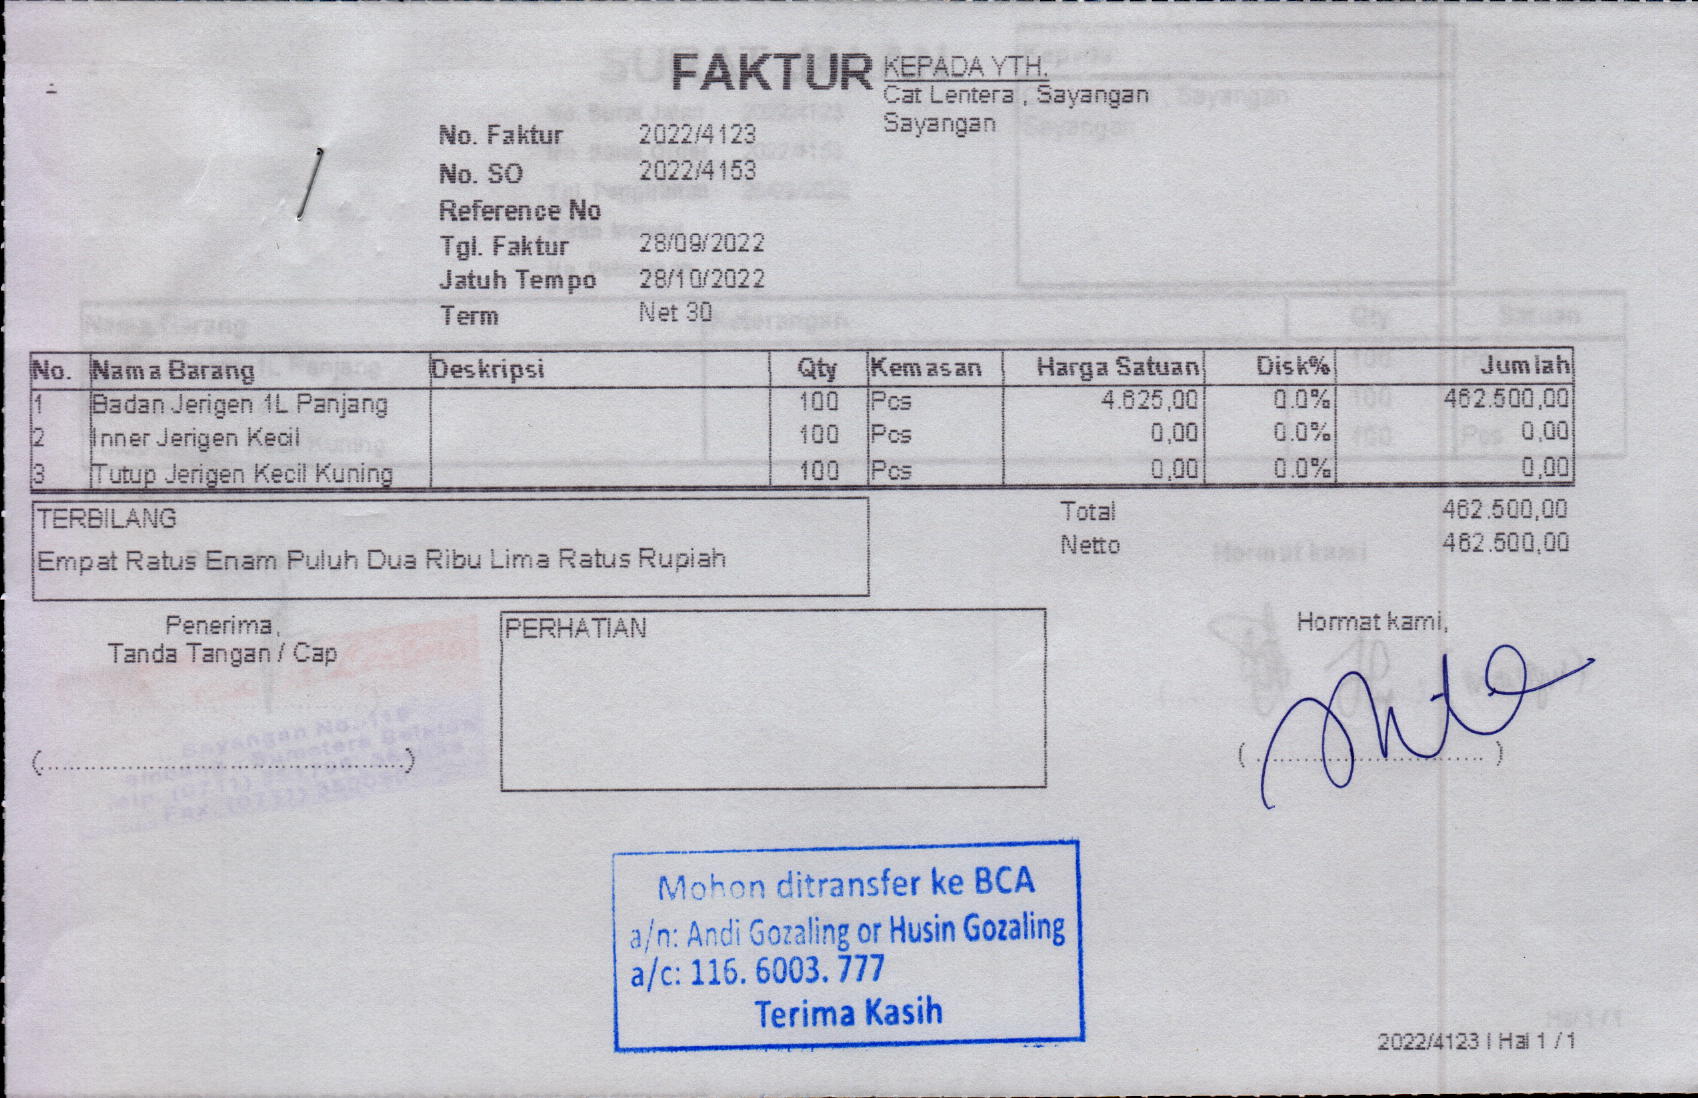 FAKTUR
KEPADA YTH.
Cat Lentera , Sayangan
Sayangan
No. Faktur 2022/4123
No. SO 2022/4153
Reference No
Tgl. Faktur 28/09/2022
Jatuh Tempo 28/10/2022
Term Net 30
No. Nama Barang Deskripsi Qty Kemasan Harga Satuan Disk% Jumlah
1 Badan Jerigen 1L Panjang 100 Pcs 4.625,00 0.0% 462.500,00
2 Inner Jerigen Kecil 100 Pcs 0,00 0.0% 0,00
3 Tutup Jerigen Kecil Kuning 100 Pcs 0,00 0.0% 0,00
TERBILANG
Empat Ratus Enam Puluh Dua Ribu Lima Ratus Rupiah
Total 462.500,00
Netto 462.500,00
Penerima,
Tanda Tangan / Cap
PERHATIAN
Hormat kami,
Mohon ditransfer ke BCA
a/n: Andi Gozaling or Husin Gozaling
a/c: 116. 6003. 777
Terima Kasih
2022/4123 | Hal 1 / 1